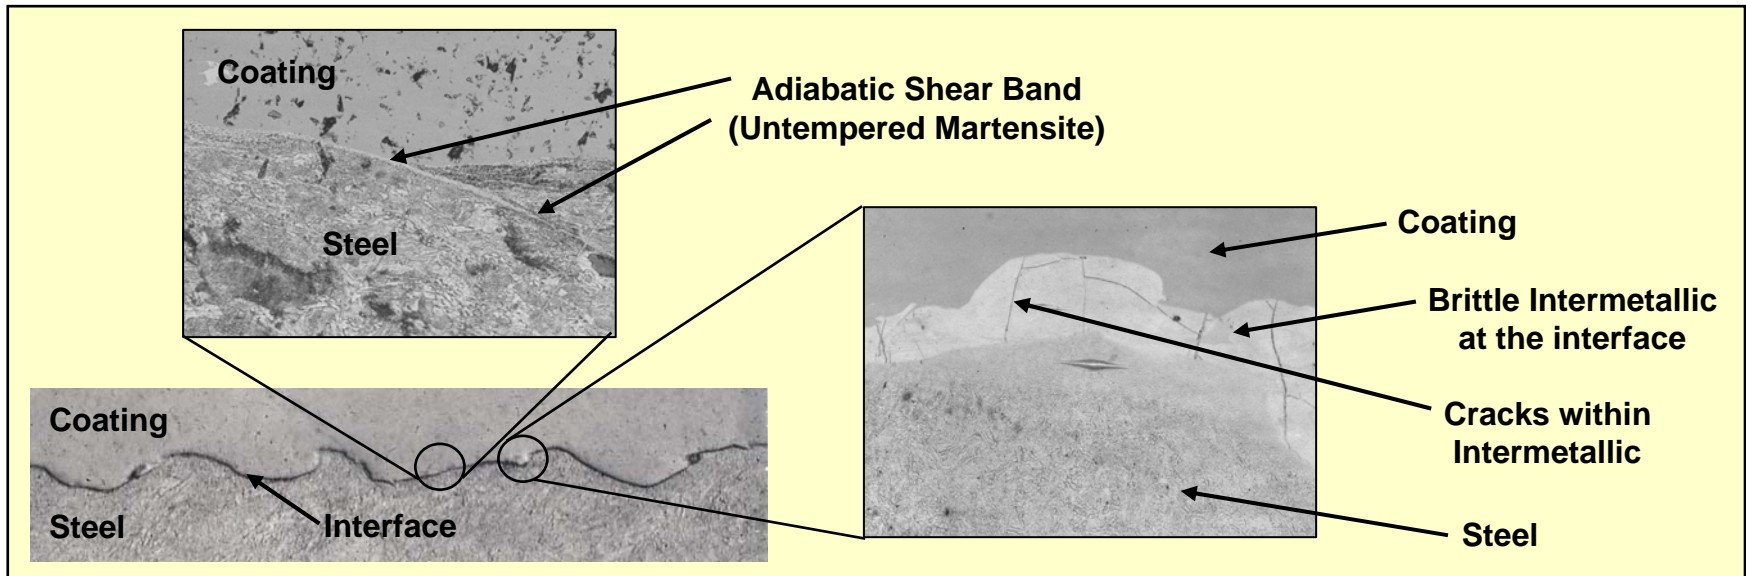 Coating
Adiabatic Shear Band
(Untempered Martensite)
Steel
Coating
Brittle Intermetallic
at the interface
Cracks within
Intermetallic
Steel
Coating
Steel
Interface